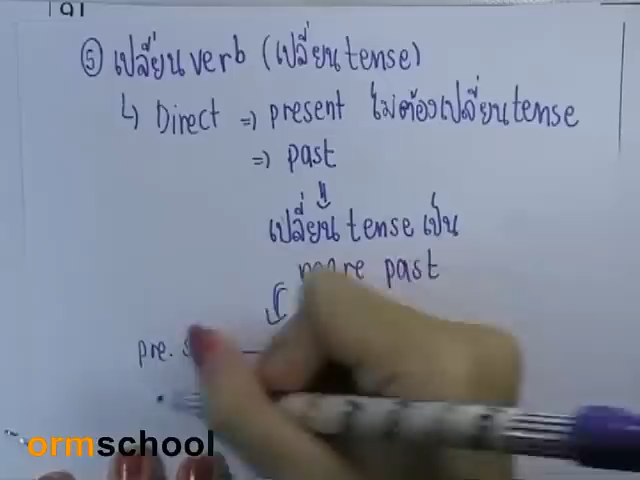 ⑤ เปลี่ยน verb (เปลี่ยน tense)
↳ Direct => present ไม่ต้องเปลี่ยน tense
=> past
เปลี่ยน tense เป็น
more past
pre.
ormschool